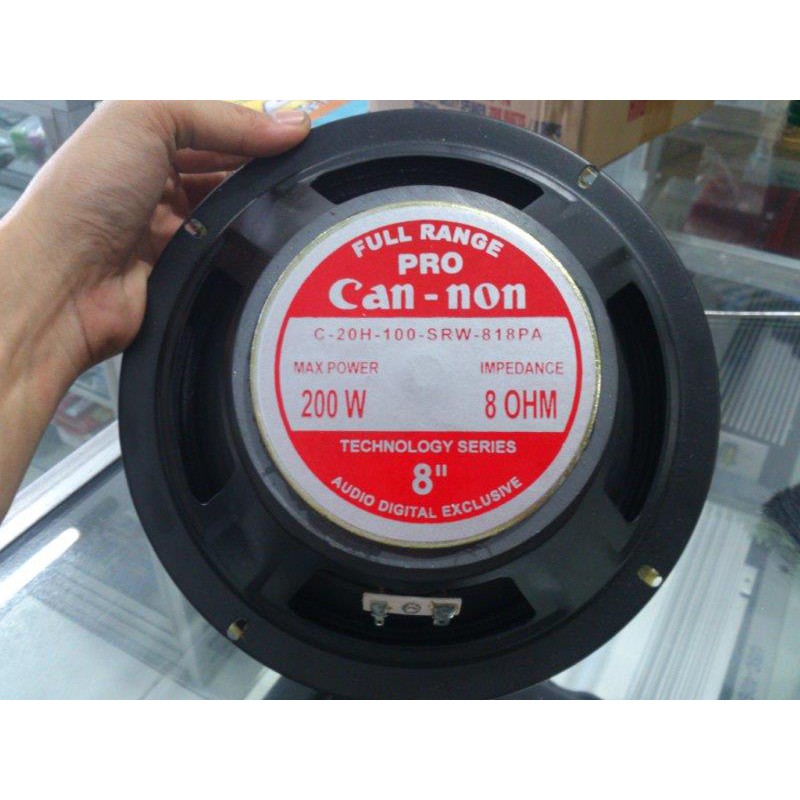 FULL RANGE
PRO
Can-non
C-20H-100-SRW-818PA
MAX POWER IMPEDANCE
200 W 8 OHM
TECHNOLOGY SERIES
8"
AUDIO DIGITAL EXCLUSIVE